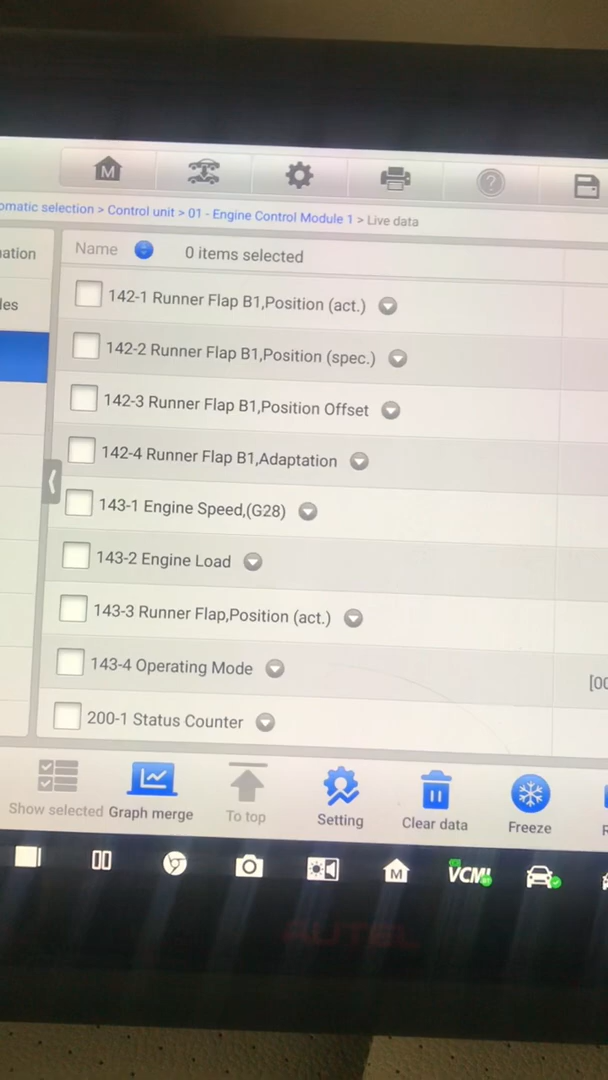 M
?
omatic selection > Control unit > 01 - Engine Control Module 1 > Live data
ation
Name
0 items selected
les
142-1 Runner Flap B1,Position (act.)
142-2 Runner Flap B1,Position (spec.)
142-3 Runner Flap B1,Position Offset
142-4 Runner Flap B1,Adaptation
143-1 Engine Speed,(G28)
143-2 Engine Load
143-3 Runner Flap,Position (act.)
143-4 Operating Mode
[00
200-1 Status Counter
Show selected
Graph merge
To top
Setting
Clear data
Freeze
R
M
VCMI
AUTEL